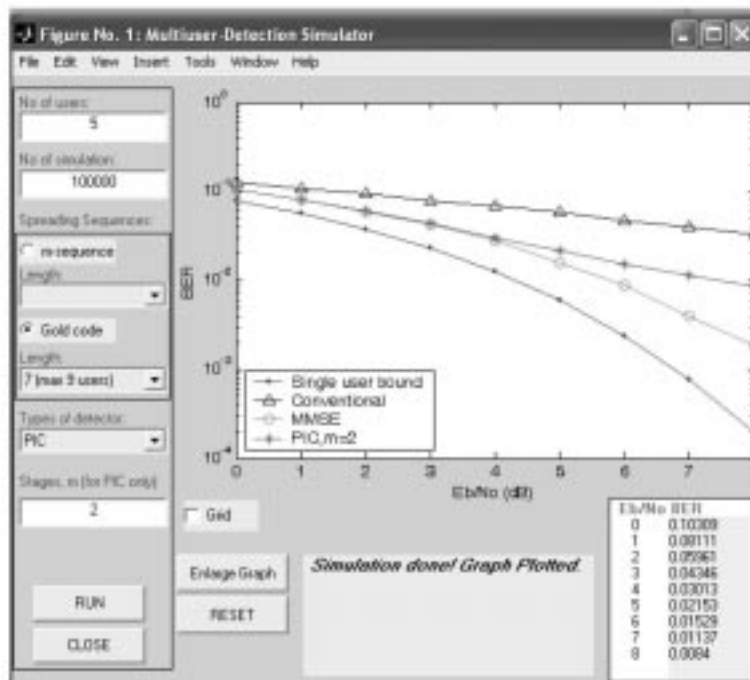 Figure No. 1: Multiuser-Detection Simulator
File Edit View Insert Tools Window Help
No of users:
5
No of simulation:
100000
Spreading Sequences:
m-sequence
Length:
Gold code
Length:
7 (max 9 users)
Types of detector:
PIC
Stages, m (for PIC only)
2
RUN
CLOSE
10^0
10^-1
10^-2
10^-3
10^-4
BER
0 1 2 3 4 5 6 7
Eb/No (dB)
Single user bound
Conventional
MMSE
PIC,m=2
Grid
Enlarge Graph
RESET
Simulation done! Graph Plotted.
Eb/No BER
0 0.10309
1 0.08111
2 0.05961
3 0.04346
4 0.03013
5 0.02153
6 0.01529
7 0.01137
8 0.0084